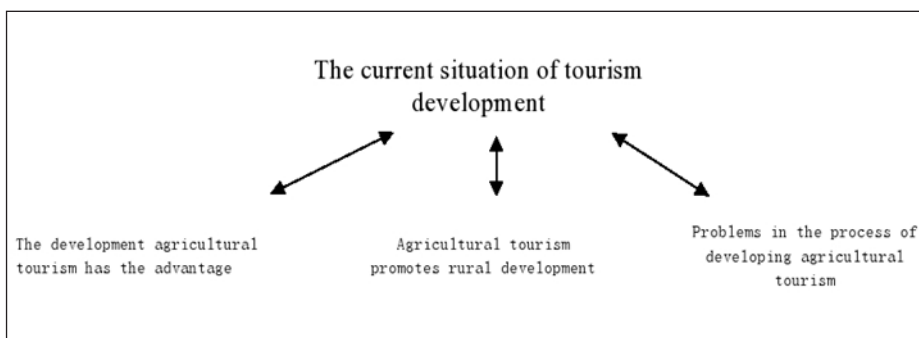 The current situation of tourism
development
The development agricultural
tourism has the advantage
Agricultural tourism
promotes rural development
Problems in the process of
developing agricultural
tourism